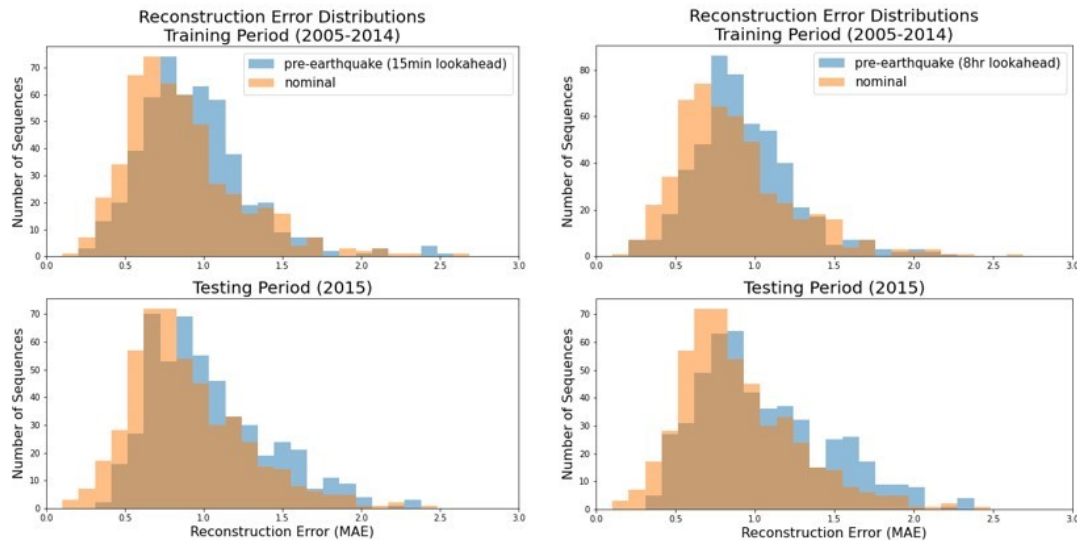 Reconstruction Error Distributions
Training Period (2005-2014)
Number of Sequences
70
60
50
40
30
20
10
0
pre-earthquake (15min lookahead)
nominal
0.0 0.5 1.0 1.5 2.0 2.5 3.0
Testing Period (2015)
Number of Sequences
70
60
50
40
30
20
10
0
0.0 0.5 1.0 1.5 2.0 2.5 3.0
Reconstruction Error (MAE)
Reconstruction Error Distributions
Training Period (2005-2014)
Number of Sequences
80
60
40
20
0
pre-earthquake (8hr lookahead)
nominal
0.0 0.5 1.0 1.5 2.0 2.5 3.0
Testing Period (2015)
Number of Sequences
70
60
50
40
30
20
10
0
0.0 0.5 1.0 1.5 2.0 2.5 3.0
Reconstruction Error (MAE)